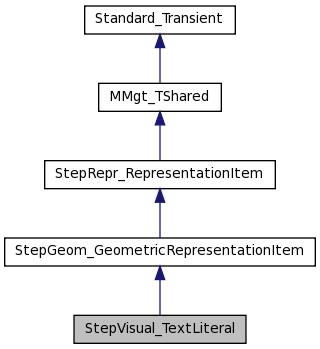 Standard_Transient
MMgt_TShared
StepRepr_RepresentationItem
StepGeom_GeometricRepresentationItem
StepVisual_TextLiteral